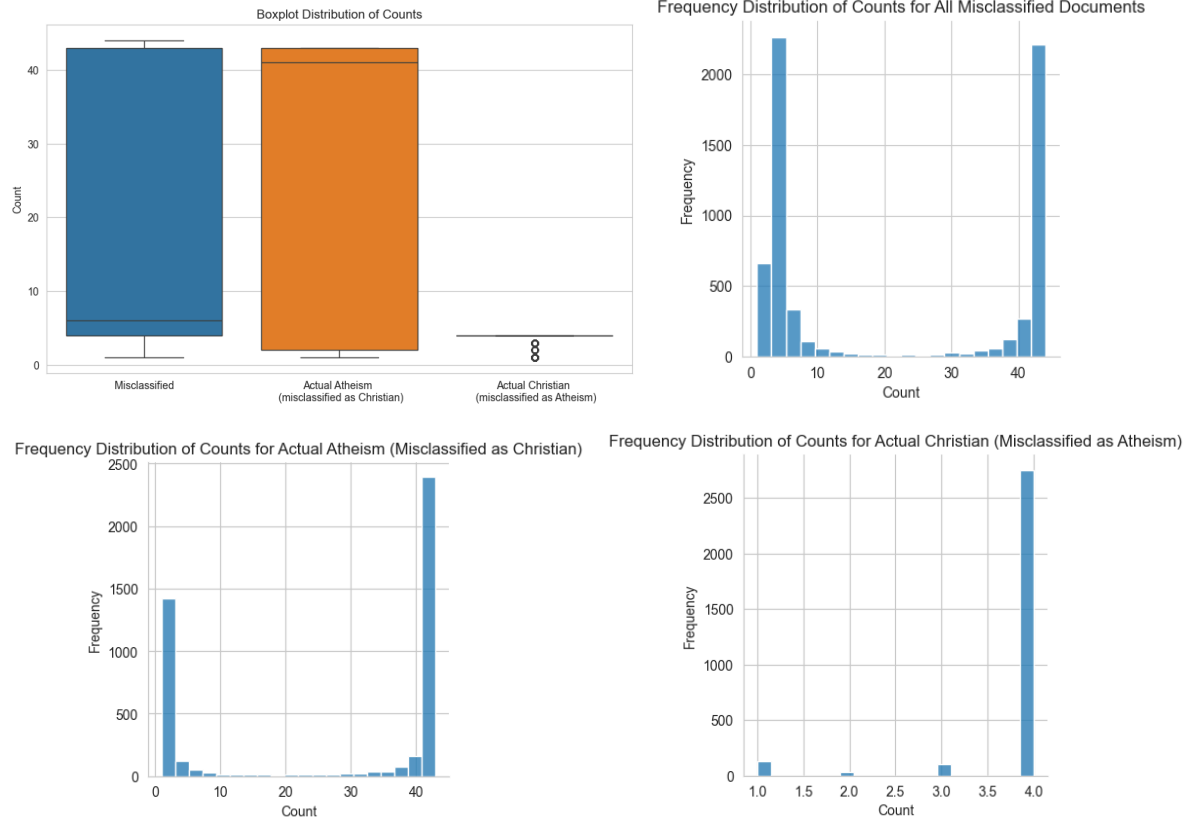 Boxplot Distribution of Counts
40
30
20
10
0
Count
Misclassified
Actual Atheism
(misclassified as Christian)
Actual Christian
(misclassified as Atheism)
Frequency Distribution of Counts for All Misclassified Documents
2000
1500
1000
500
0
Frequency
0 10 20 30 40
Count
Frequency Distribution of Counts for Actual Atheism (Misclassified as Christian)
2500
2000
1500
1000
500
0
Frequency
0 10 20 30 40
Count
Frequency Distribution of Counts for Actual Christian (Misclassified as Atheism)
2500
2000
1500
1000
500
0
Frequency
1.0 1.5 2.0 2.5 3.0 3.5 4.0
Count